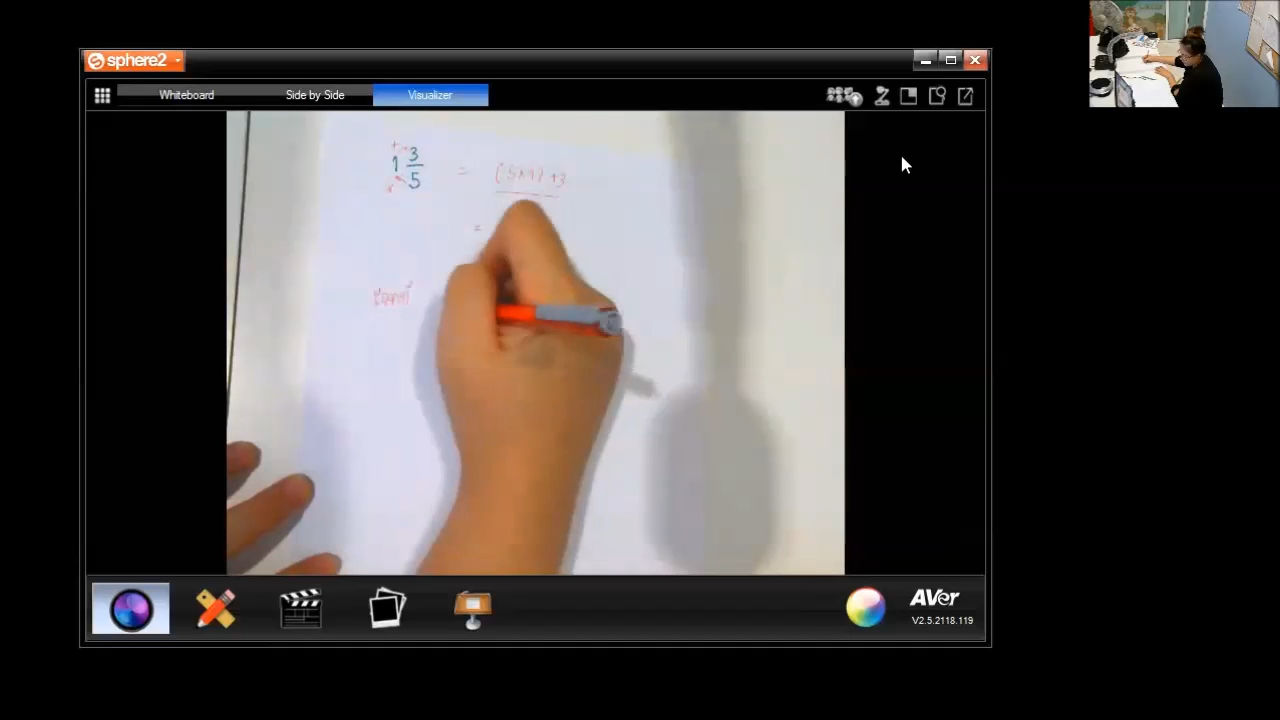 sphere2
Whiteboard Side by Side Visualizer
1 3/5 = (5×1)+3
=
AVer
V2.5.2118.119